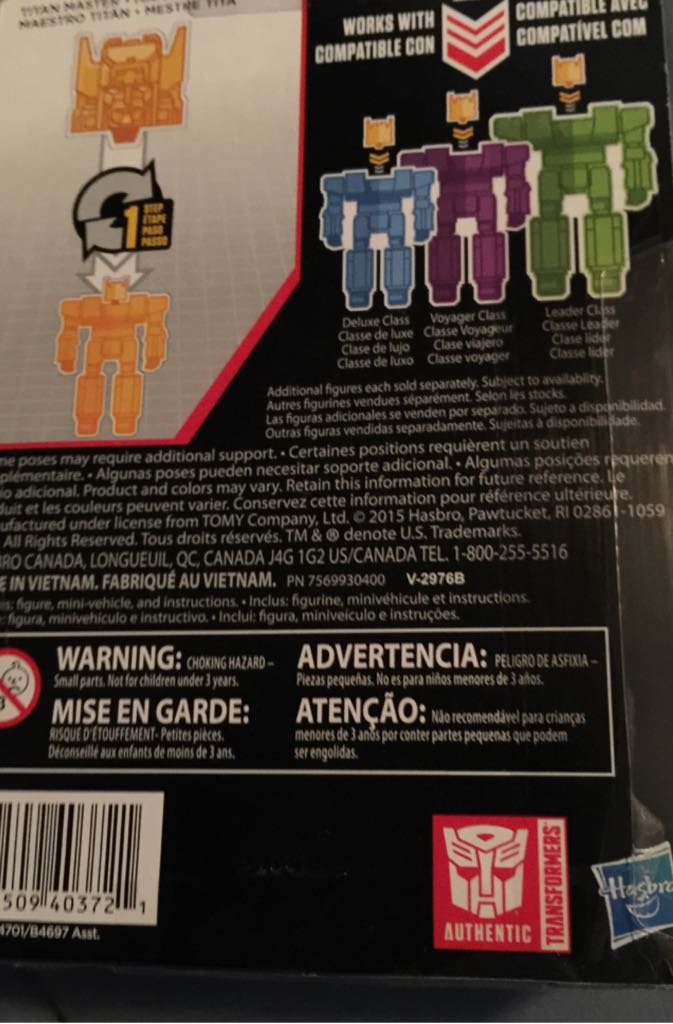 TITAN MASTER •
MAESTRO TITÁN • MESTRE TITÃ
WORKS WITH
COMPATIBLE CON
COMPATIBLE AVEC
COMPATÍVEL COM
1
STEP
ÉTAPE
PASO
PASSO
Deluxe Class
Classe de luxe
Clase de lujo
Classe de luxo
Voyager Class
Classe Voyageur
Clase viajero
Classe voyager
Leader Class
Classe Leader
Clase líder
Classe líder
Additional figures each sold separately. Subject to availability.
Autres figurines vendues séparément. Selon les stocks.
Las figuras adicionales se venden por separado. Sujeto a disponibilidad.
Outras figuras vendidas separadamente. Sujeitas à disponibilidade.
me poses may require additional support. • Certaines positions requièrent un soutien
plémentaire. • Algunas poses pueden necesitar soporte adicional. • Algumas posições requerem
io adicional. Product and colors may vary. Retain this information for future reference. Le
duit et les couleurs peuvent varier. Conservez cette information pour référence ultérieure.
ufactured under license from TOMY Company, Ltd. © 2015 Hasbro, Pawtucket, RI 02861-1059
All Rights Reserved. Tous droits réservés. TM & ® denote U.S. Trademarks.
RO CANADA, LONGUEUIL, QC, CANADA J4G 1G2 US/CANADA TEL. 1-800-255-5516
E IN VIETNAM. FABRIQUÉ AU VIETNAM. PN 7569930400 V-2976B
s: figure, mini-vehicle, and instructions. • Inclus: figurine, minivéhicule et instructions.
: figura, minivehículo e instructivo. • Inclui: figura, miniveículo e instruções.
3
WARNING: CHOKING HAZARD –
Small parts. Not for children under 3 years.
ADVERTENCIA: PELIGRO DE ASFIXIA –
Piezas pequeñas. No es para niños menores de 3 años.
MISE EN GARDE:
RISQUE D'ÉTOUFFEMENT- Petites pièces.
Déconseillé aux enfants de moins de 3 ans.
ATENÇÃO: Não recomendável para crianças
menores de 3 anos por conter partes pequenas que podem
ser engolidas.
509 40372 1
4701/B4697 Asst.
AUTHENTIC
TRANSFORMERS
Hasbro